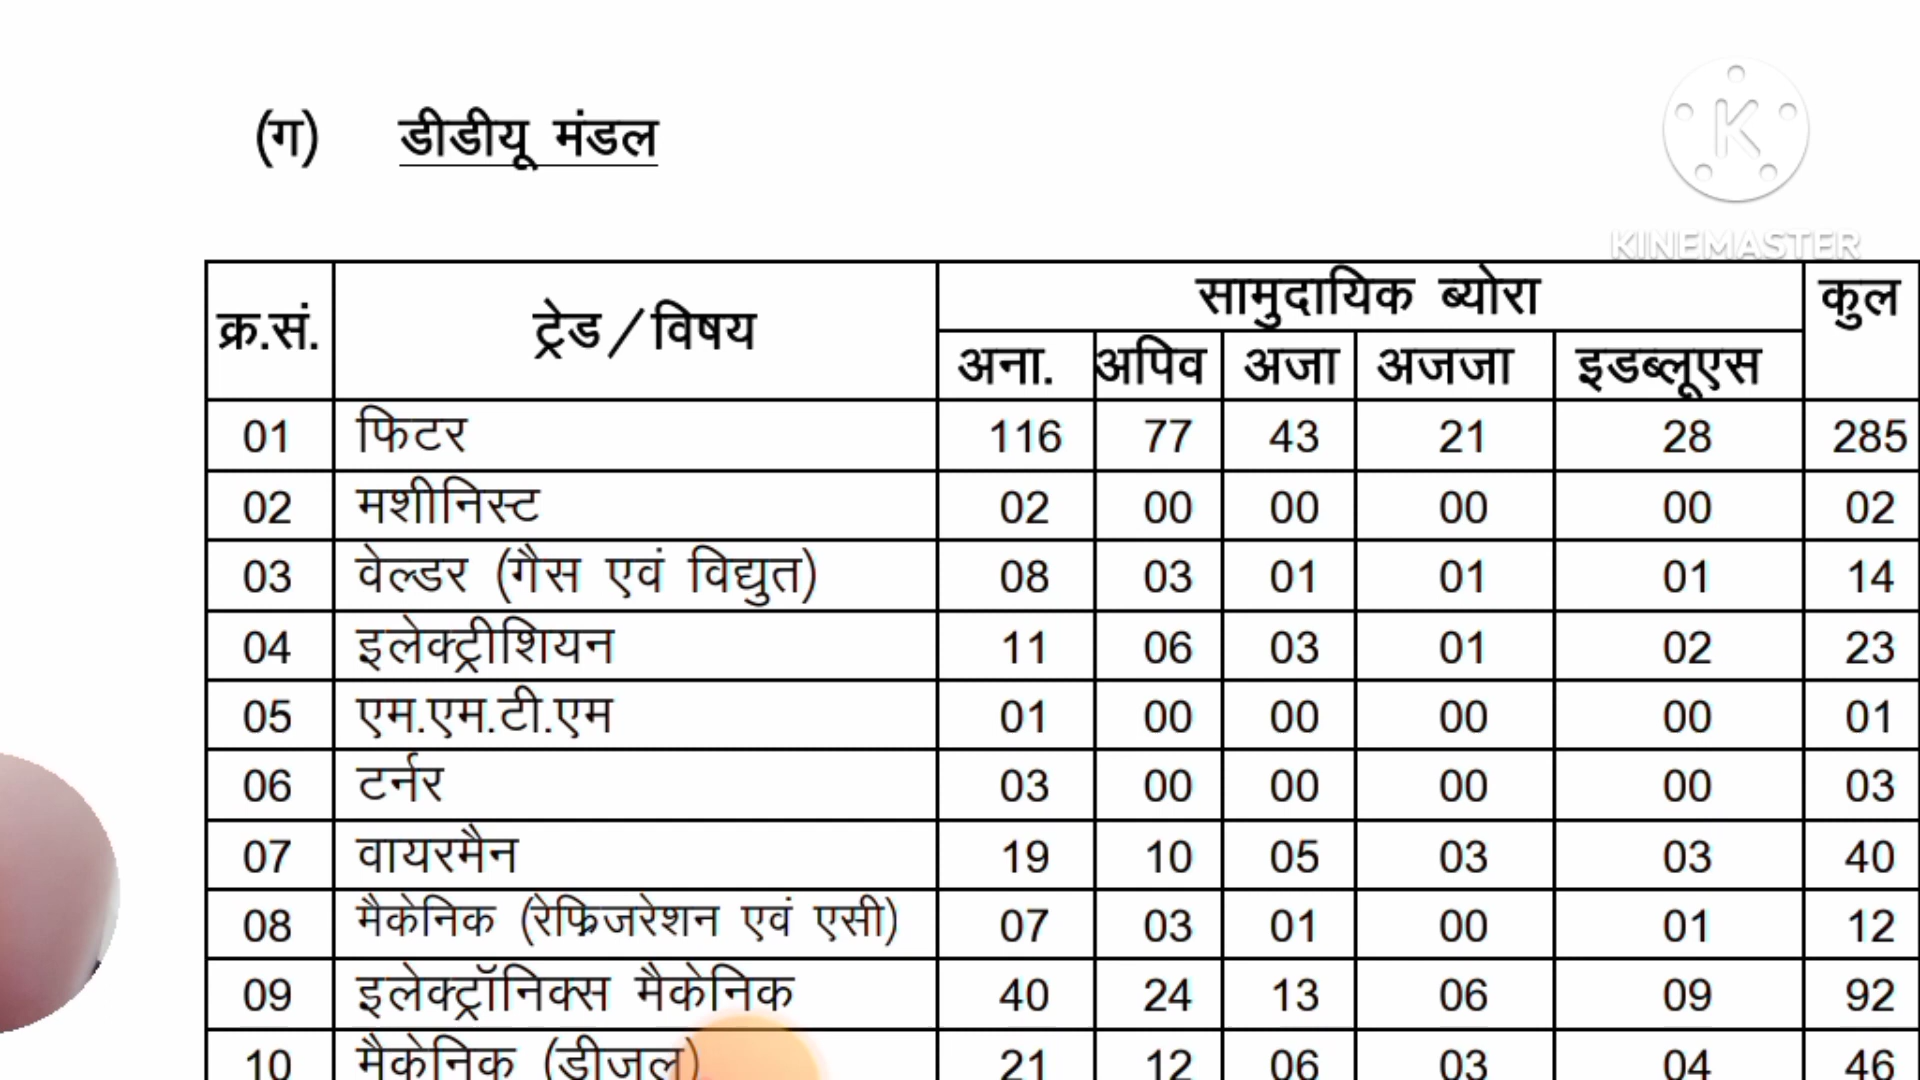 (ग) डीडीयू मंडल
K
KINEMASTER
क्र.सं. ट्रेड/विषय सामुदायिक ब्योरा कुल
अना. अपिव अजा अजजा इडब्लूएस
01 फिटर 116 77 43 21 28 285
02 मशीनिस्ट 02 00 00 00 00 02
03 वेल्डर (गैस एवं विद्युत) 08 03 01 01 01 14
04 इलेक्ट्रीशियन 11 06 03 01 02 23
05 एम.एम.टी.एम 01 00 00 00 00 01
06 टर्नर 03 00 00 00 00 03
07 वायरमैन 19 10 05 03 03 40
08 मैकेनिक (रेफ्रिजरेशन एवं एसी) 07 03 01 00 01 12
09 इलेक्ट्रॉनिक्स मैकेनिक 40 24 13 06 09 92
10 मैकेनिक (डीजल) 21 12 06 03 04 46